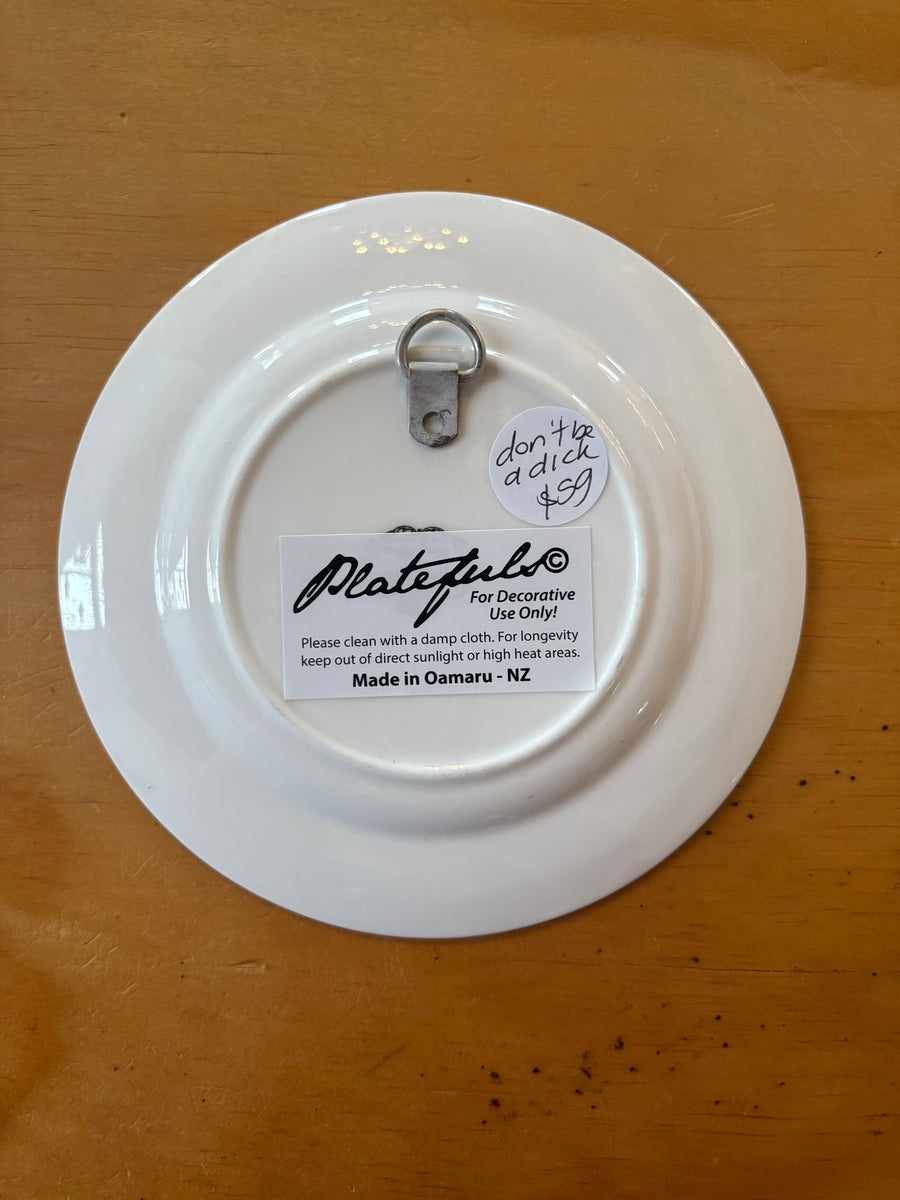 don't be
a dick
$59
Platefuls©
For Decorative
Use Only!
Please clean with a damp cloth. For longevity
keep out of direct sunlight or high heat areas.
Made in Oamaru - NZ